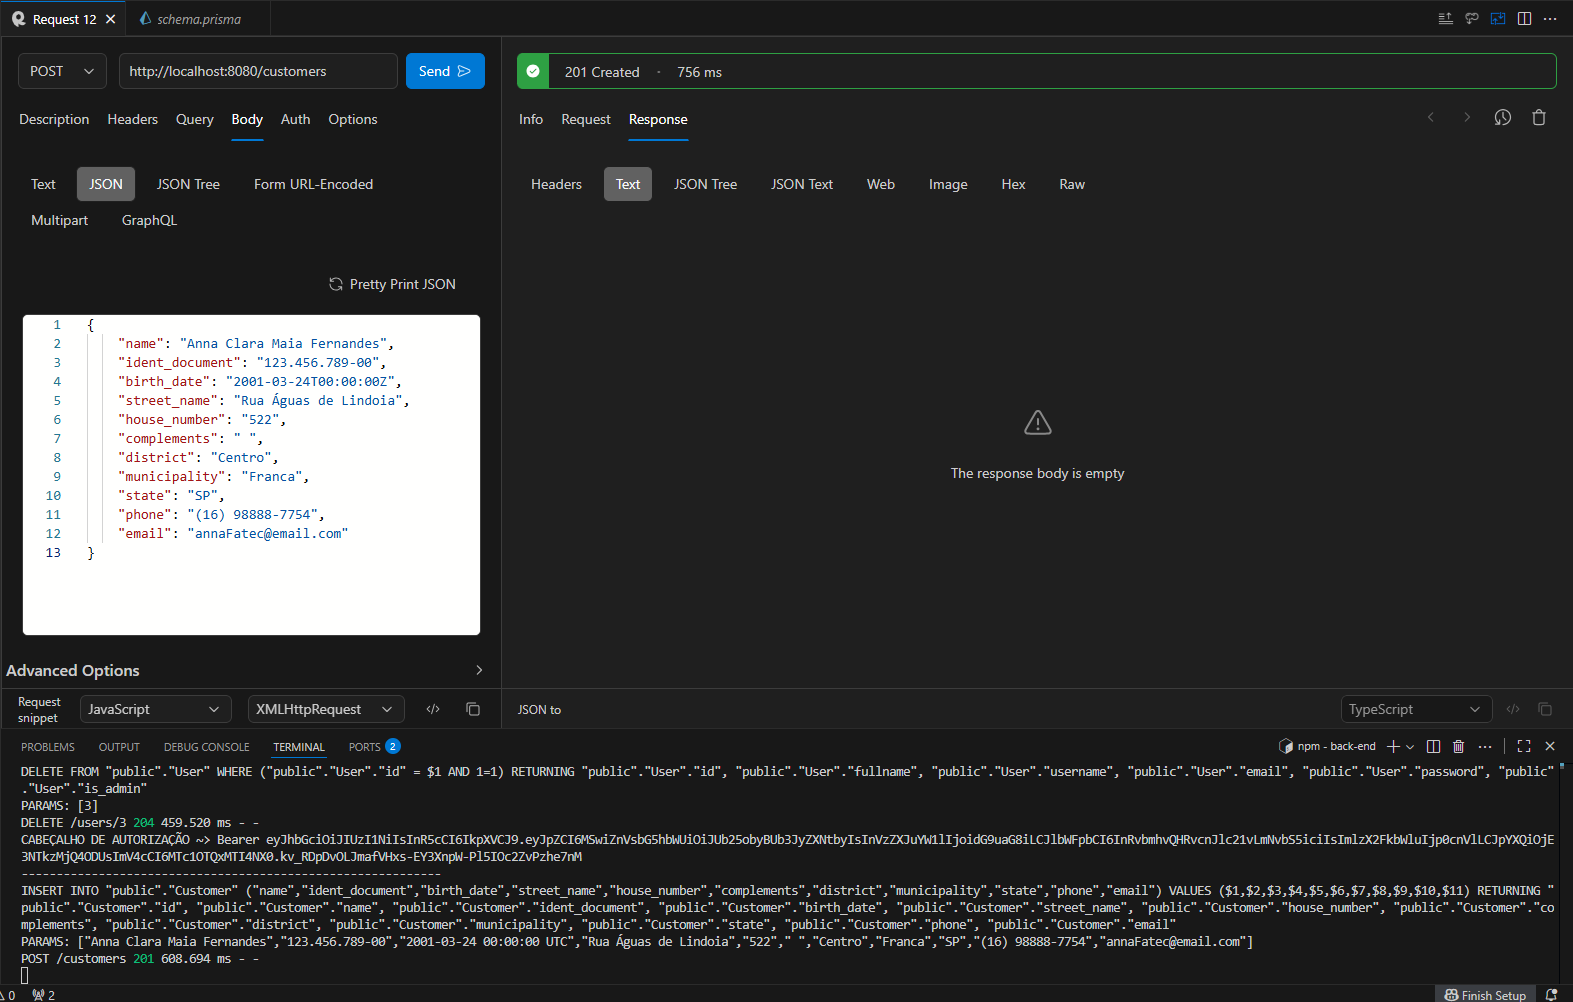 Request 12
schema.prisma
POST
http://localhost:8080/customers
Send
Description Headers Query Body Auth Options
Text JSON JSON Tree Form URL-Encoded
Multipart GraphQL
Pretty Print JSON
1 {
2 "name": "Anna Clara Maia Fernandes",
3 "ident_document": "123.456.789-00",
4 "birth_date": "2001-03-24T00:00:00Z",
5 "street_name": "Rua Águas de Lindoia",
6 "house_number": "522",
7 "complements": " ",
8 "district": "Centro",
9 "municipality": "Franca",
10 "state": "SP",
11 "phone": "(16) 98888-7754",
12 "email": "annaFatec@email.com"
13 }
Advanced Options
Request snippet
JavaScript
XMLHttpRequest
201 Created - 756 ms
Info Request Response
Headers Text JSON Tree JSON Text Web Image Hex Raw
The response body is empty
JSON to
TypeScript
PROBLEMS OUTPUT DEBUG CONSOLE TERMINAL PORTS 2
npm - back-end
DELETE FROM "public"."User" WHERE ("public"."User"."id" = $1 AND 1=1) RETURNING "public"."User"."id", "public"."User"."fullname", "public"."User"."username", "public"."User"."email", "public"."User"."password", "public"
."User"."is_admin"
PARAMS: [3]
DELETE /users/3 204 459.520 ms - -
CABEÇALHO DE AUTORIZAÇÃO ~> Bearer
------------------------------------------------------
INSERT INTO "public"."Customer" ("name","ident_document","birth_date","street_name","house_number","complements","district","municipality","state","phone","email") VALUES ($1,$2,$3,$4,$5,$6,$7,$8,$9,$10,$11) RETURNING "
public"."Customer"."id", "public"."Customer"."name", "public"."Customer"."ident_document", "public"."Customer"."birth_date", "public"."Customer"."street_name", "public"."Customer"."house_number", "public"."Customer"."co
mplements", "public"."Customer"."district", "public"."Customer"."municipality", "public"."Customer"."state", "public"."Customer"."phone", "public"."Customer"."email"
PARAMS: ["Anna Clara Maia Fernandes","123.456.789-00","2001-03-24 00:00:00 UTC","Rua Águas de Lindoia","522"," ","Centro","Franca","SP","(16) 98888-7754","annaFatec@email.com"]
POST /customers 201 608.694 ms - -
0 2
Finish Setup